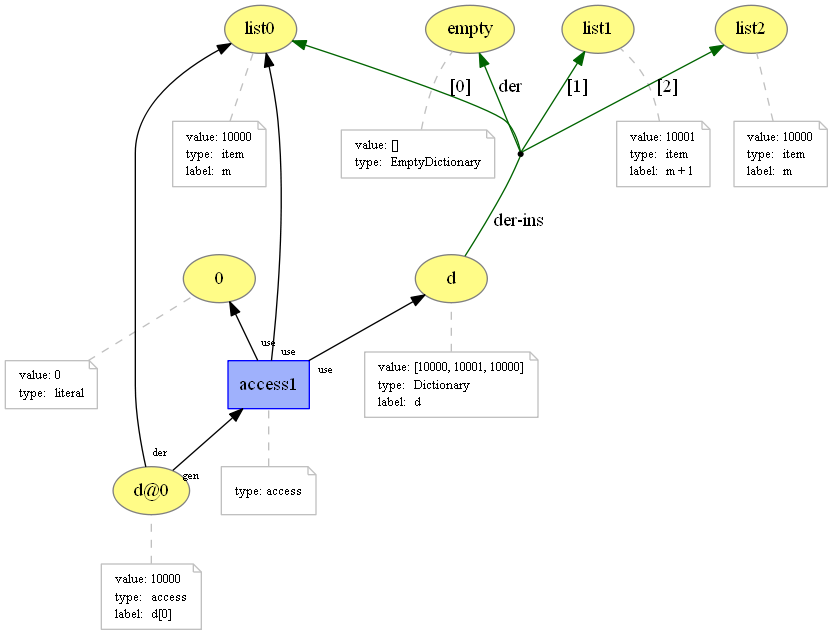 list0
empty
list1
list2
[0]
der
[1]
[2]
value: 10000
type: item
label: m
value: []
type: EmptyDictionary
value: 10001
type: item
label: m + 1
value: 10000
type: item
label: m
der-ins
0
d
use
use
use
value: 0
type: literal
access1
value: [10000, 10001, 10000]
type: Dictionary
label: d
der
gen
d@0
type: access
value: 10000
type: access
label: d[0]